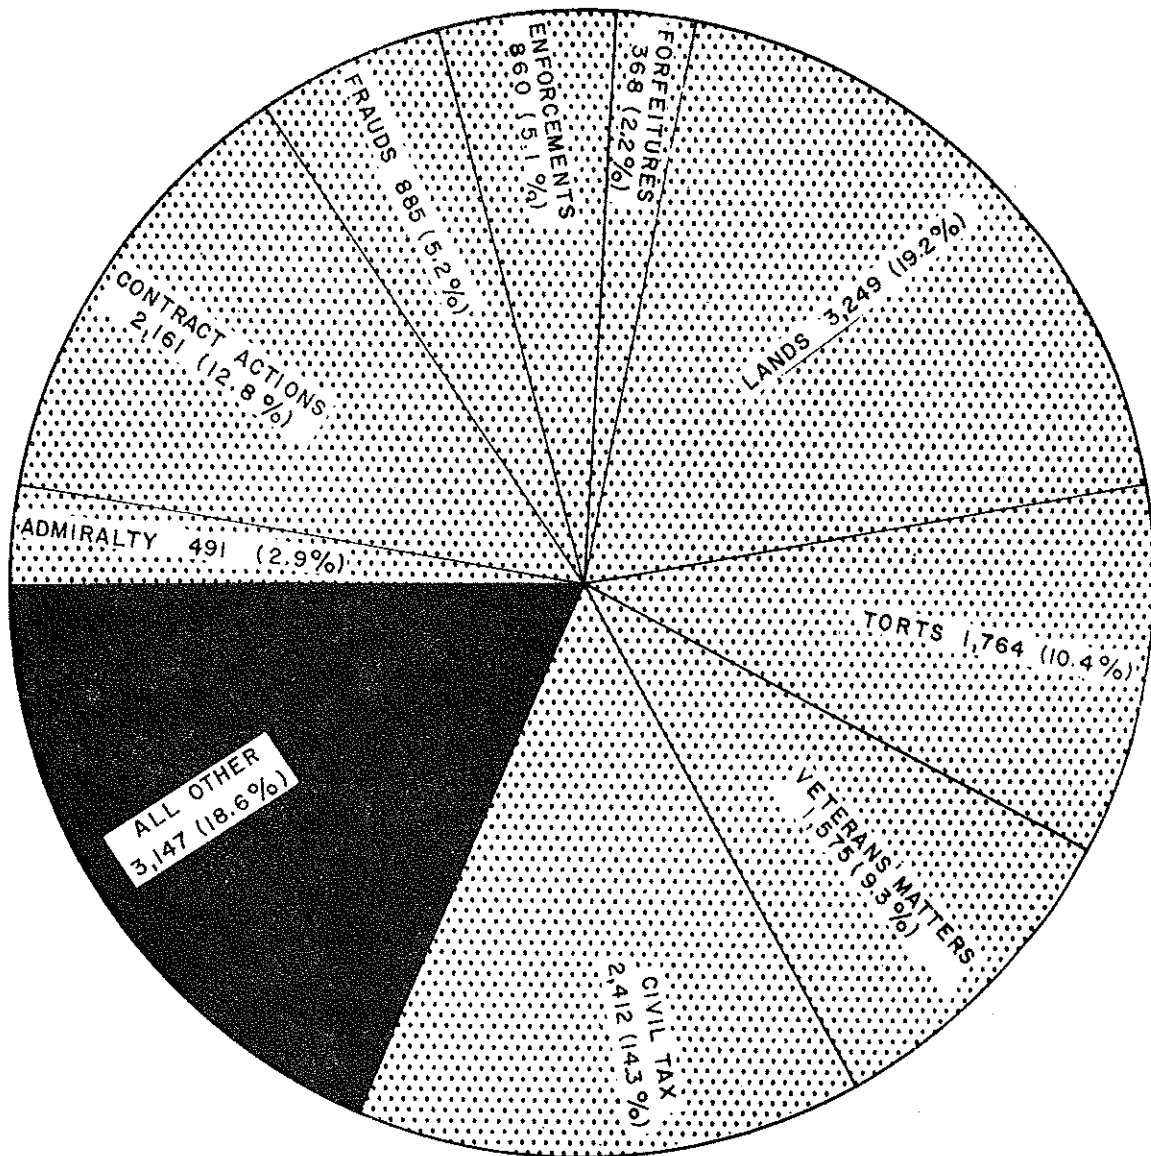 FORFEITURES
368 (2.2%)
LANDS 3,249 (19.2%)
TORTS 1,764 (10.4%)
VETERANS MATTERS
1,575 (9.3%)
CIVIL TAX
2,412 (14.3%)
ALL OTHER
3,147 (18.6%)
ADMIRALTY 491 (2.9%)
CONTRACT ACTIONS
2,161 (12.8%)
FRAUDS 885 (5.2%)
ENFORCEMENTS
860 (5.1%)